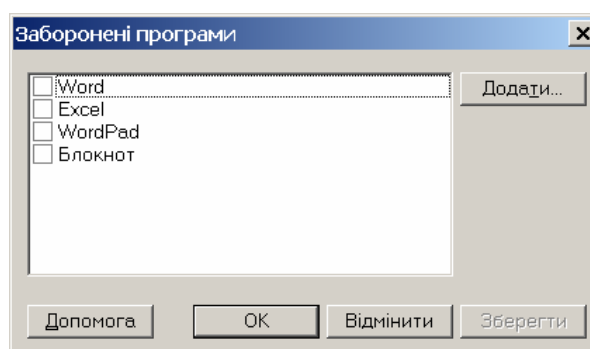 Заборонені програми
Word
Додати...
Excel
WordPad
Блокнот
Допомога
OK
Відмінити
Зберегти